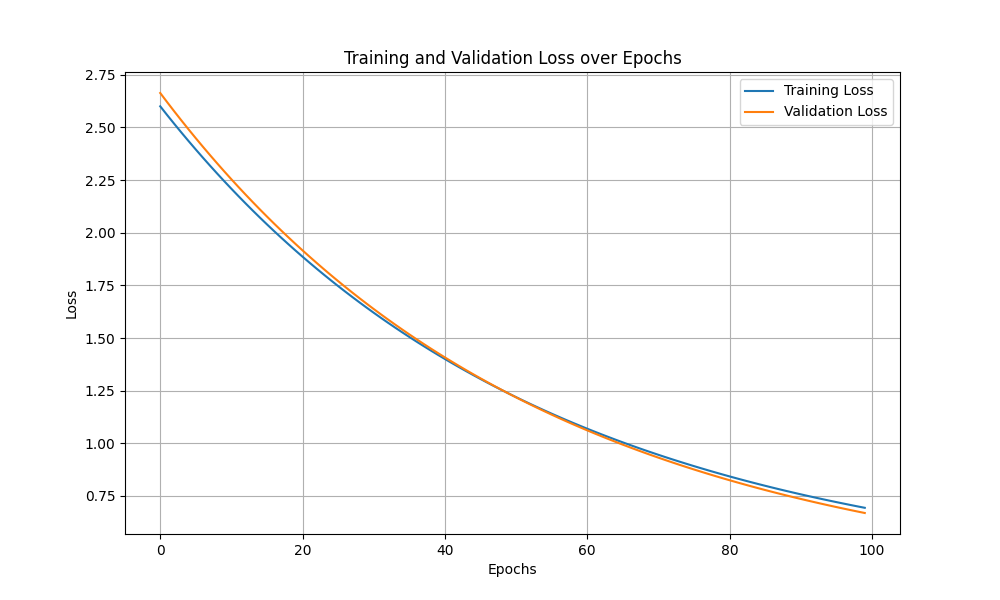 Training and Validation Loss over Epochs
Training Loss
Validation Loss
Loss
2.75
2.50
2.25
2.00
1.75
1.50
1.25
1.00
0.75
0 20 40 60 80 100
Epochs